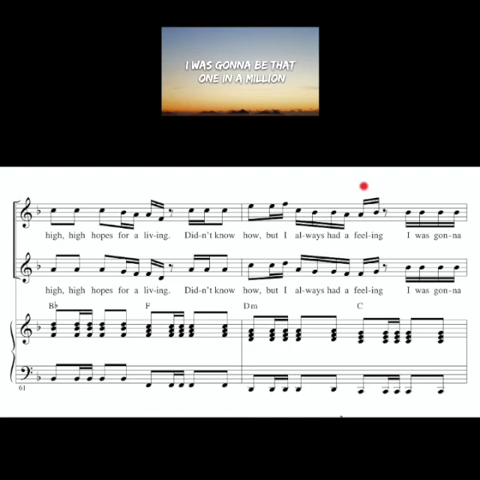 I WAS GONNA BE THAT
ONE IN A MILLION
high, high hopes for a liv-ing. Did-n't know how, but I al-ways had a feel-ing I was gon-na
high, high hopes for a liv-ing. Did-n't know how, but I al-ways had a feel-ing I was gon-na
B♭ F Dm C
61